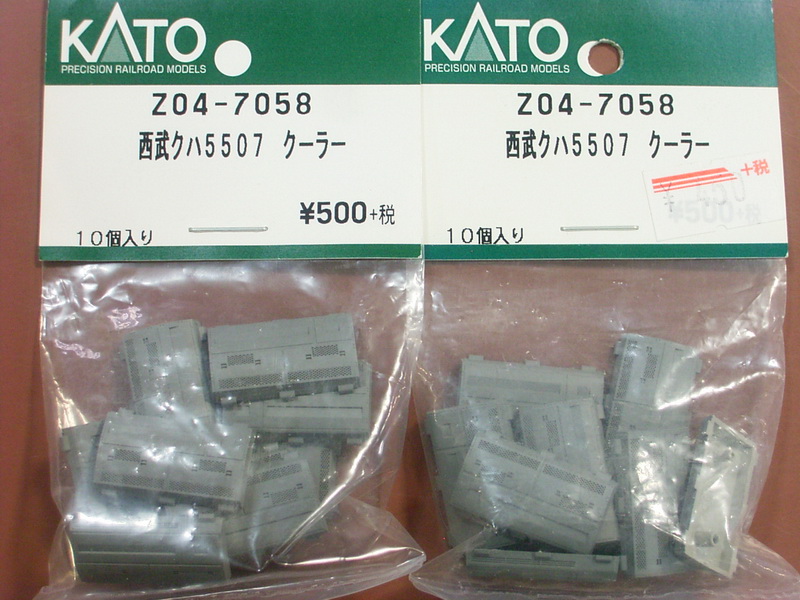 KATO
PRECISION RAILROAD MODELS
Z04-7058
西武クハ5507 クーラー
¥500+税
10個入り
KATO
PRECISION RAILROAD MODELS
Z04-7058
西武クハ5507 クーラー
+税
¥500+税
10個入り